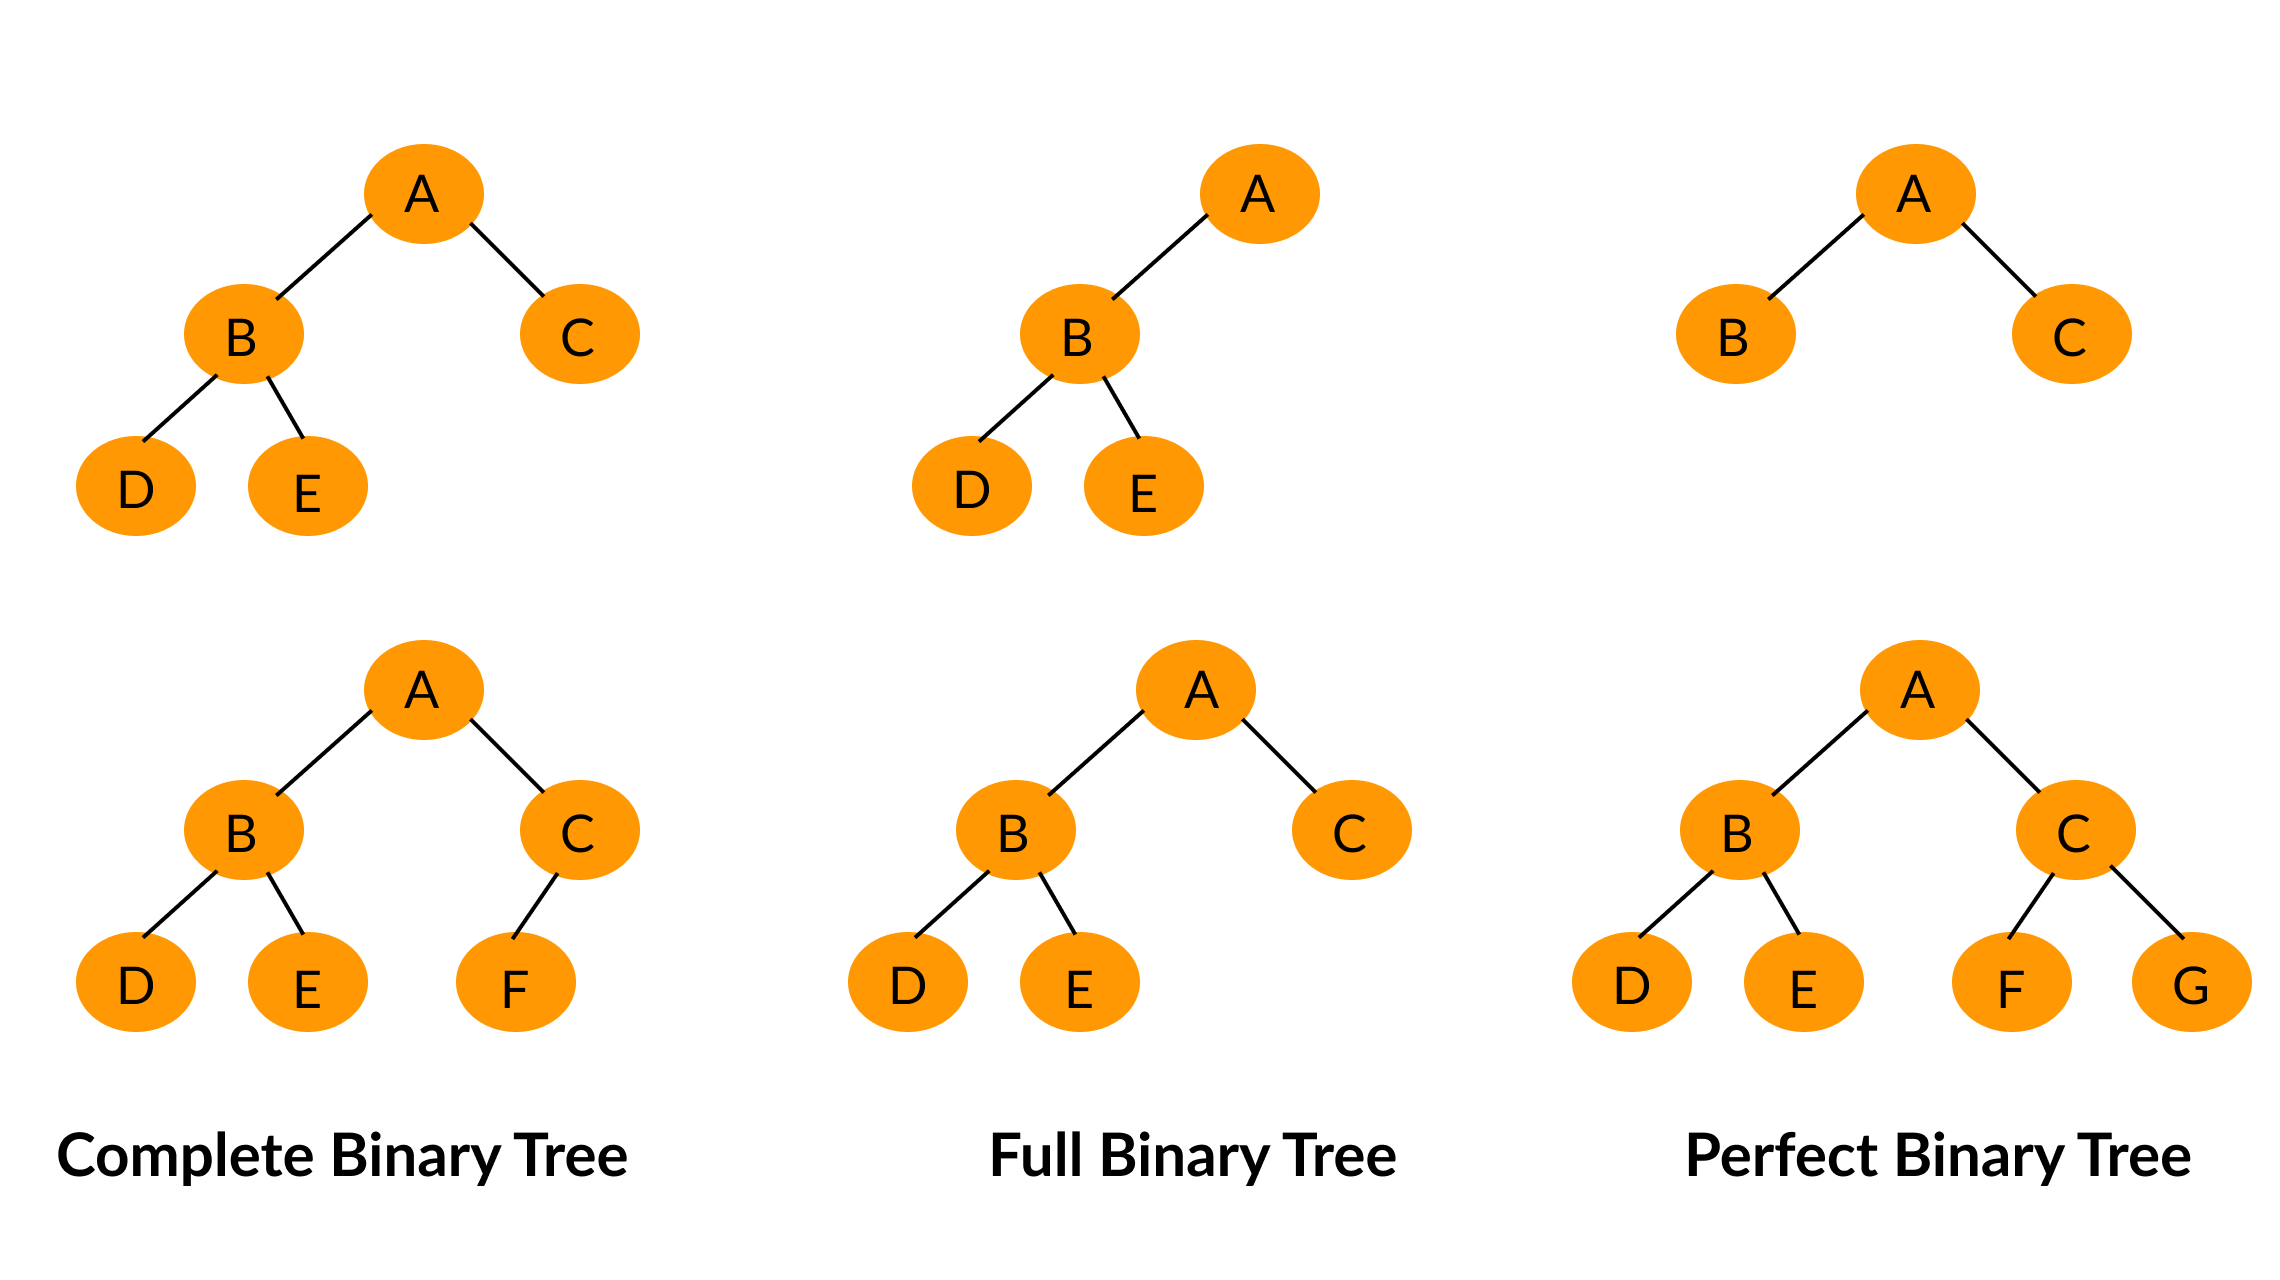 A
B C
D E
A
B
D E
A
B C
A
B C
D E F
A
B C
D E
A
B C
D E F G
Complete Binary Tree
Full Binary Tree
Perfect Binary Tree